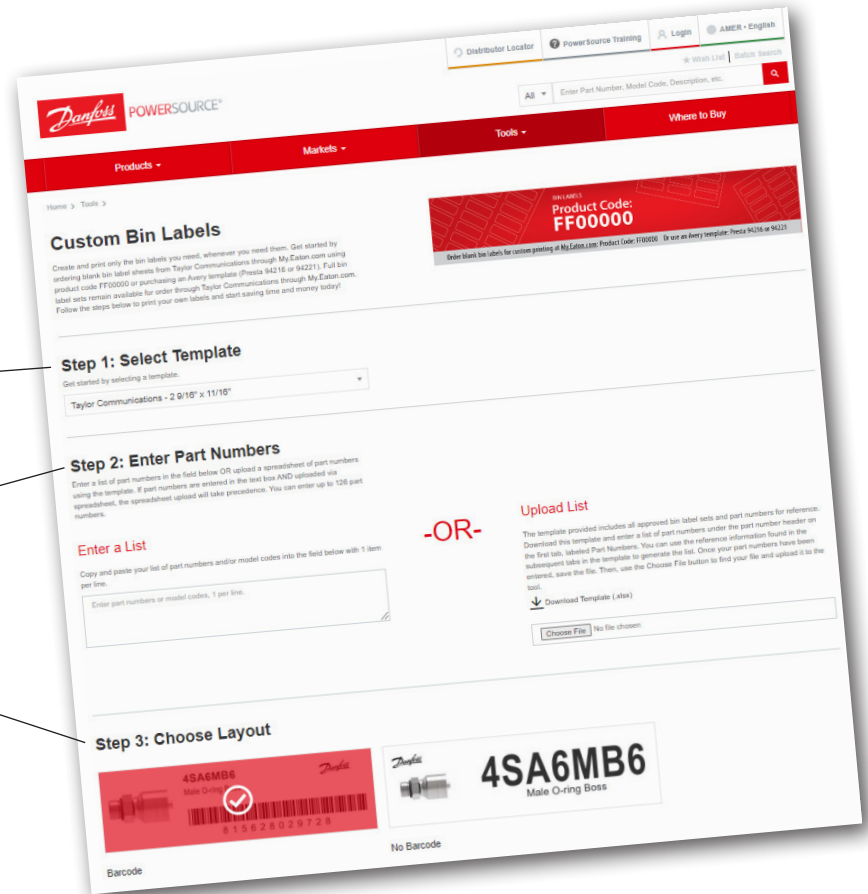 Distributor Locator
PowerSource Training
Login
AMER • English
Wish List | Batch Search
Danfoss POWERSOURCE®
All
Enter Part Number, Model Code, Description, etc.
Products
Markets
Tools
Where to Buy
Home > Tools >
Custom Bin Labels
Create and print only the bin labels you need, whenever you need them. Get started by
ordering blank bin label sheets from Taylor Communications through My.Eaton.com using
product code FF00000 or purchasing an Avery template (Presta 94216 or 94221). Full bin
label sets remain available for order through Taylor Communications through My.Eaton.com.
Follow the steps below to print your own labels and start saving time and money today!
BIN LABELS
Product Code:
FF00000
Order blank bin labels for custom printing at My.Eaton.com: Product Code: FF00000 Or use an Avery template: Presta 94216 or 94221
Step 1: Select Template
Get started by selecting a template.
Taylor Communications - 2 9/16" x 11/16"
Step 2: Enter Part Numbers
Enter a list of part numbers in the field below OR upload a spreadsheet of part numbers
using the template. If part numbers are entered in the text box AND uploaded via
spreadsheet, the spreadsheet upload will take precedence. You can enter up to 126 part
numbers.
Enter a List
Copy and paste your list of part numbers and/or model codes into the field below with 1 item
per line.
Enter part numbers or model codes, 1 per line.
-OR-
Upload List
The template provided includes all approved bin label sets and part numbers for reference.
Download this template and enter a list of part numbers under the part number header on
the first tab, labeled Part Numbers. You can use the reference information found in the
subsequent tabs in the template to generate the list. Once your part numbers have been
entered, save the file. Then, use the Choose File button to find your file and upload it to the
tool.
Download Template (.xlsx)
Choose File No file chosen
Step 3: Choose Layout
4SA6MB6
Male O-ring
Danfoss
815628029728
Barcode
Danfoss
4SA6MB6
Male O-ring Boss
No Barcode